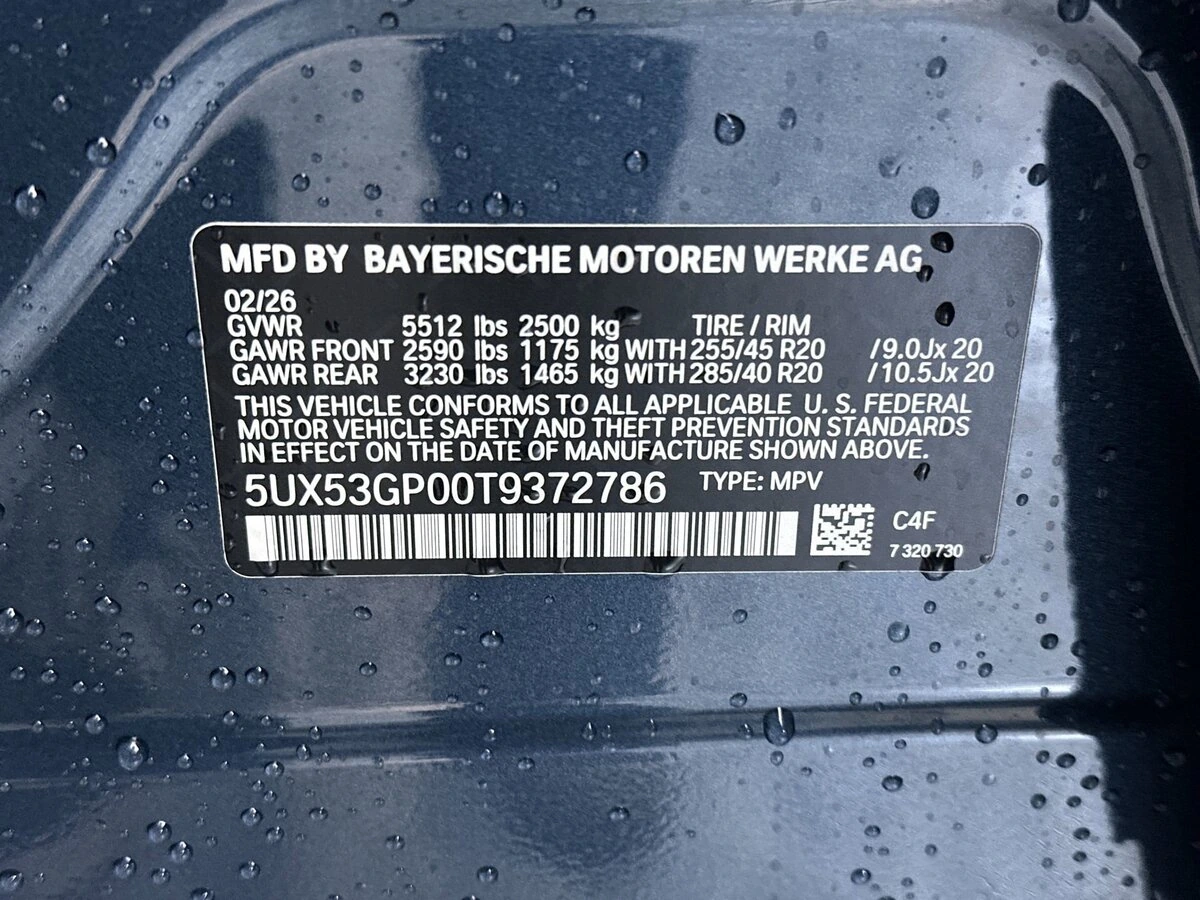 MFD BY BAYERISCHE MOTOREN WERKE AG
02/26
GVWR 5512 lbs 2500 kg TIRE / RIM
GAWR FRONT 2590 lbs 1175 kg WITH 255/45 R20 /9.0Jx 20
GAWR REAR 3230 lbs 1465 kg WITH 285/40 R20 /10.5Jx 20
THIS VEHICLE CONFORMS TO ALL APPLICABLE U. S. FEDERAL
MOTOR VEHICLE SAFETY AND THEFT PREVENTION STANDARDS
IN EFFECT ON THE DATE OF MANUFACTURE SHOWN ABOVE.
5UX53GP00T9372786 TYPE: MPV
C4F
7 320 730